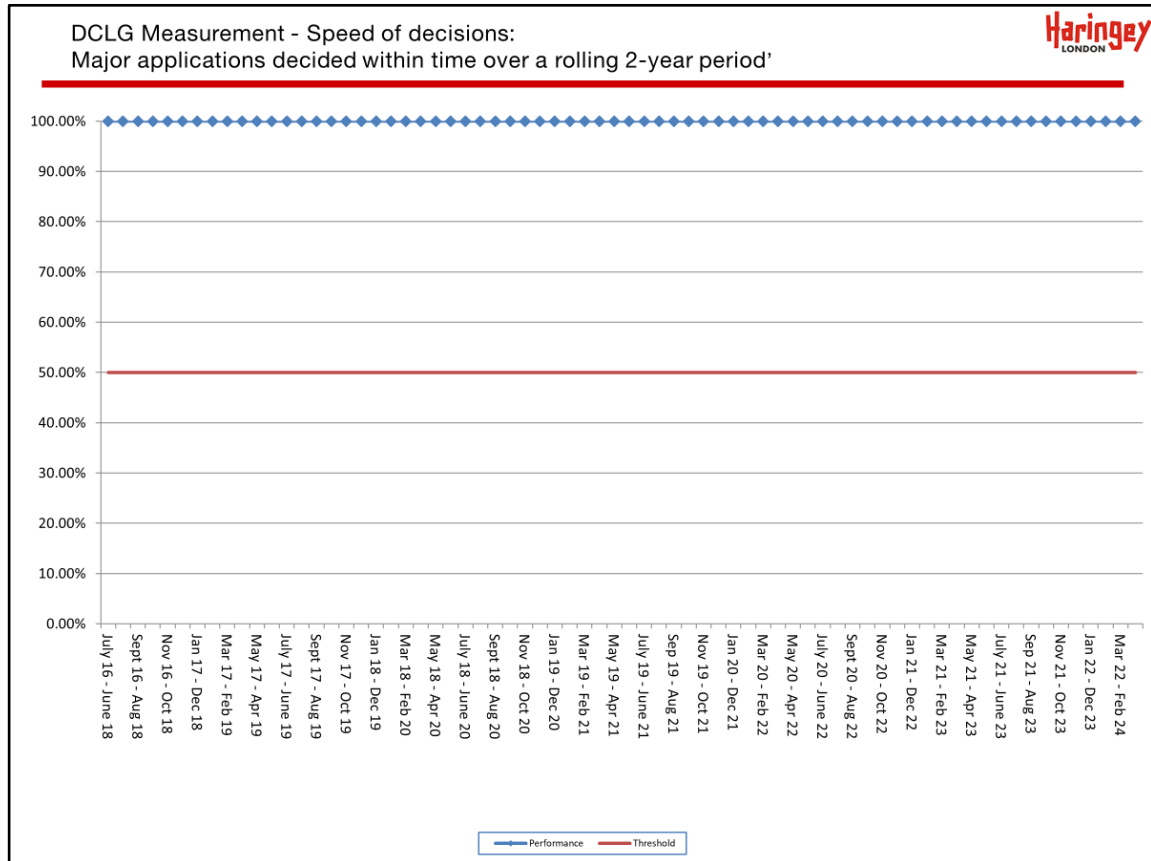 DCLG Measurement - Speed of decisions:
Major applications decided within time over a rolling 2-year period’
Haringey
LONDON
100.00%
90.00%
80.00%
70.00%
60.00%
50.00%
40.00%
30.00%
20.00%
10.00%
0.00%
July 16 - June 18
Sept 16 - Aug 18
Nov 16 - Oct 18
Jan 17 - Dec 18
Mar 17 - Feb 19
May 17 - Apr 19
July 17 - June 19
Sept 17 - Aug 19
Nov 17 - Oct 19
Jan 18 - Dec 19
Mar 18 - Feb 20
May 18 - Apr 20
July 18 - June 20
Sept 18 - Aug 20
Nov 18 - Oct 20
Jan 19 - Dec 20
Mar 19 - Feb 21
May 19 - Apr 21
July 19 - June 21
Sep 19 - Aug 21
Nov 19 - Oct 21
Jan 20 - Dec 21
Mar 20 - Feb 22
May 20 - Apr 22
July 20 - June 22
Sept 20 - Aug 22
Nov 20 - Oct 22
Jan 21 - Dec 22
Mar 21 - Feb 23
May 21 - Apr 23
July 21 - June 23
Sep 21 - Aug 23
Nov 21 - Oct 23
Jan 22 - Dec 23
Mar 22 - Feb 24
Performance
Threshold